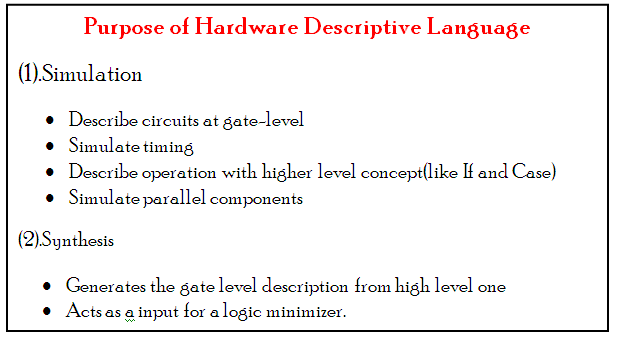 Purpose of Hardware Descriptive Language
(1).Simulation
• Describe circuits at gate-level
• Simulate timing
• Describe operation with higher level concept(like If and Case)
• Simulate parallel components
(2).Synthesis
• Generates the gate level description from high level one
• Acts as a input for a logic minimizer.